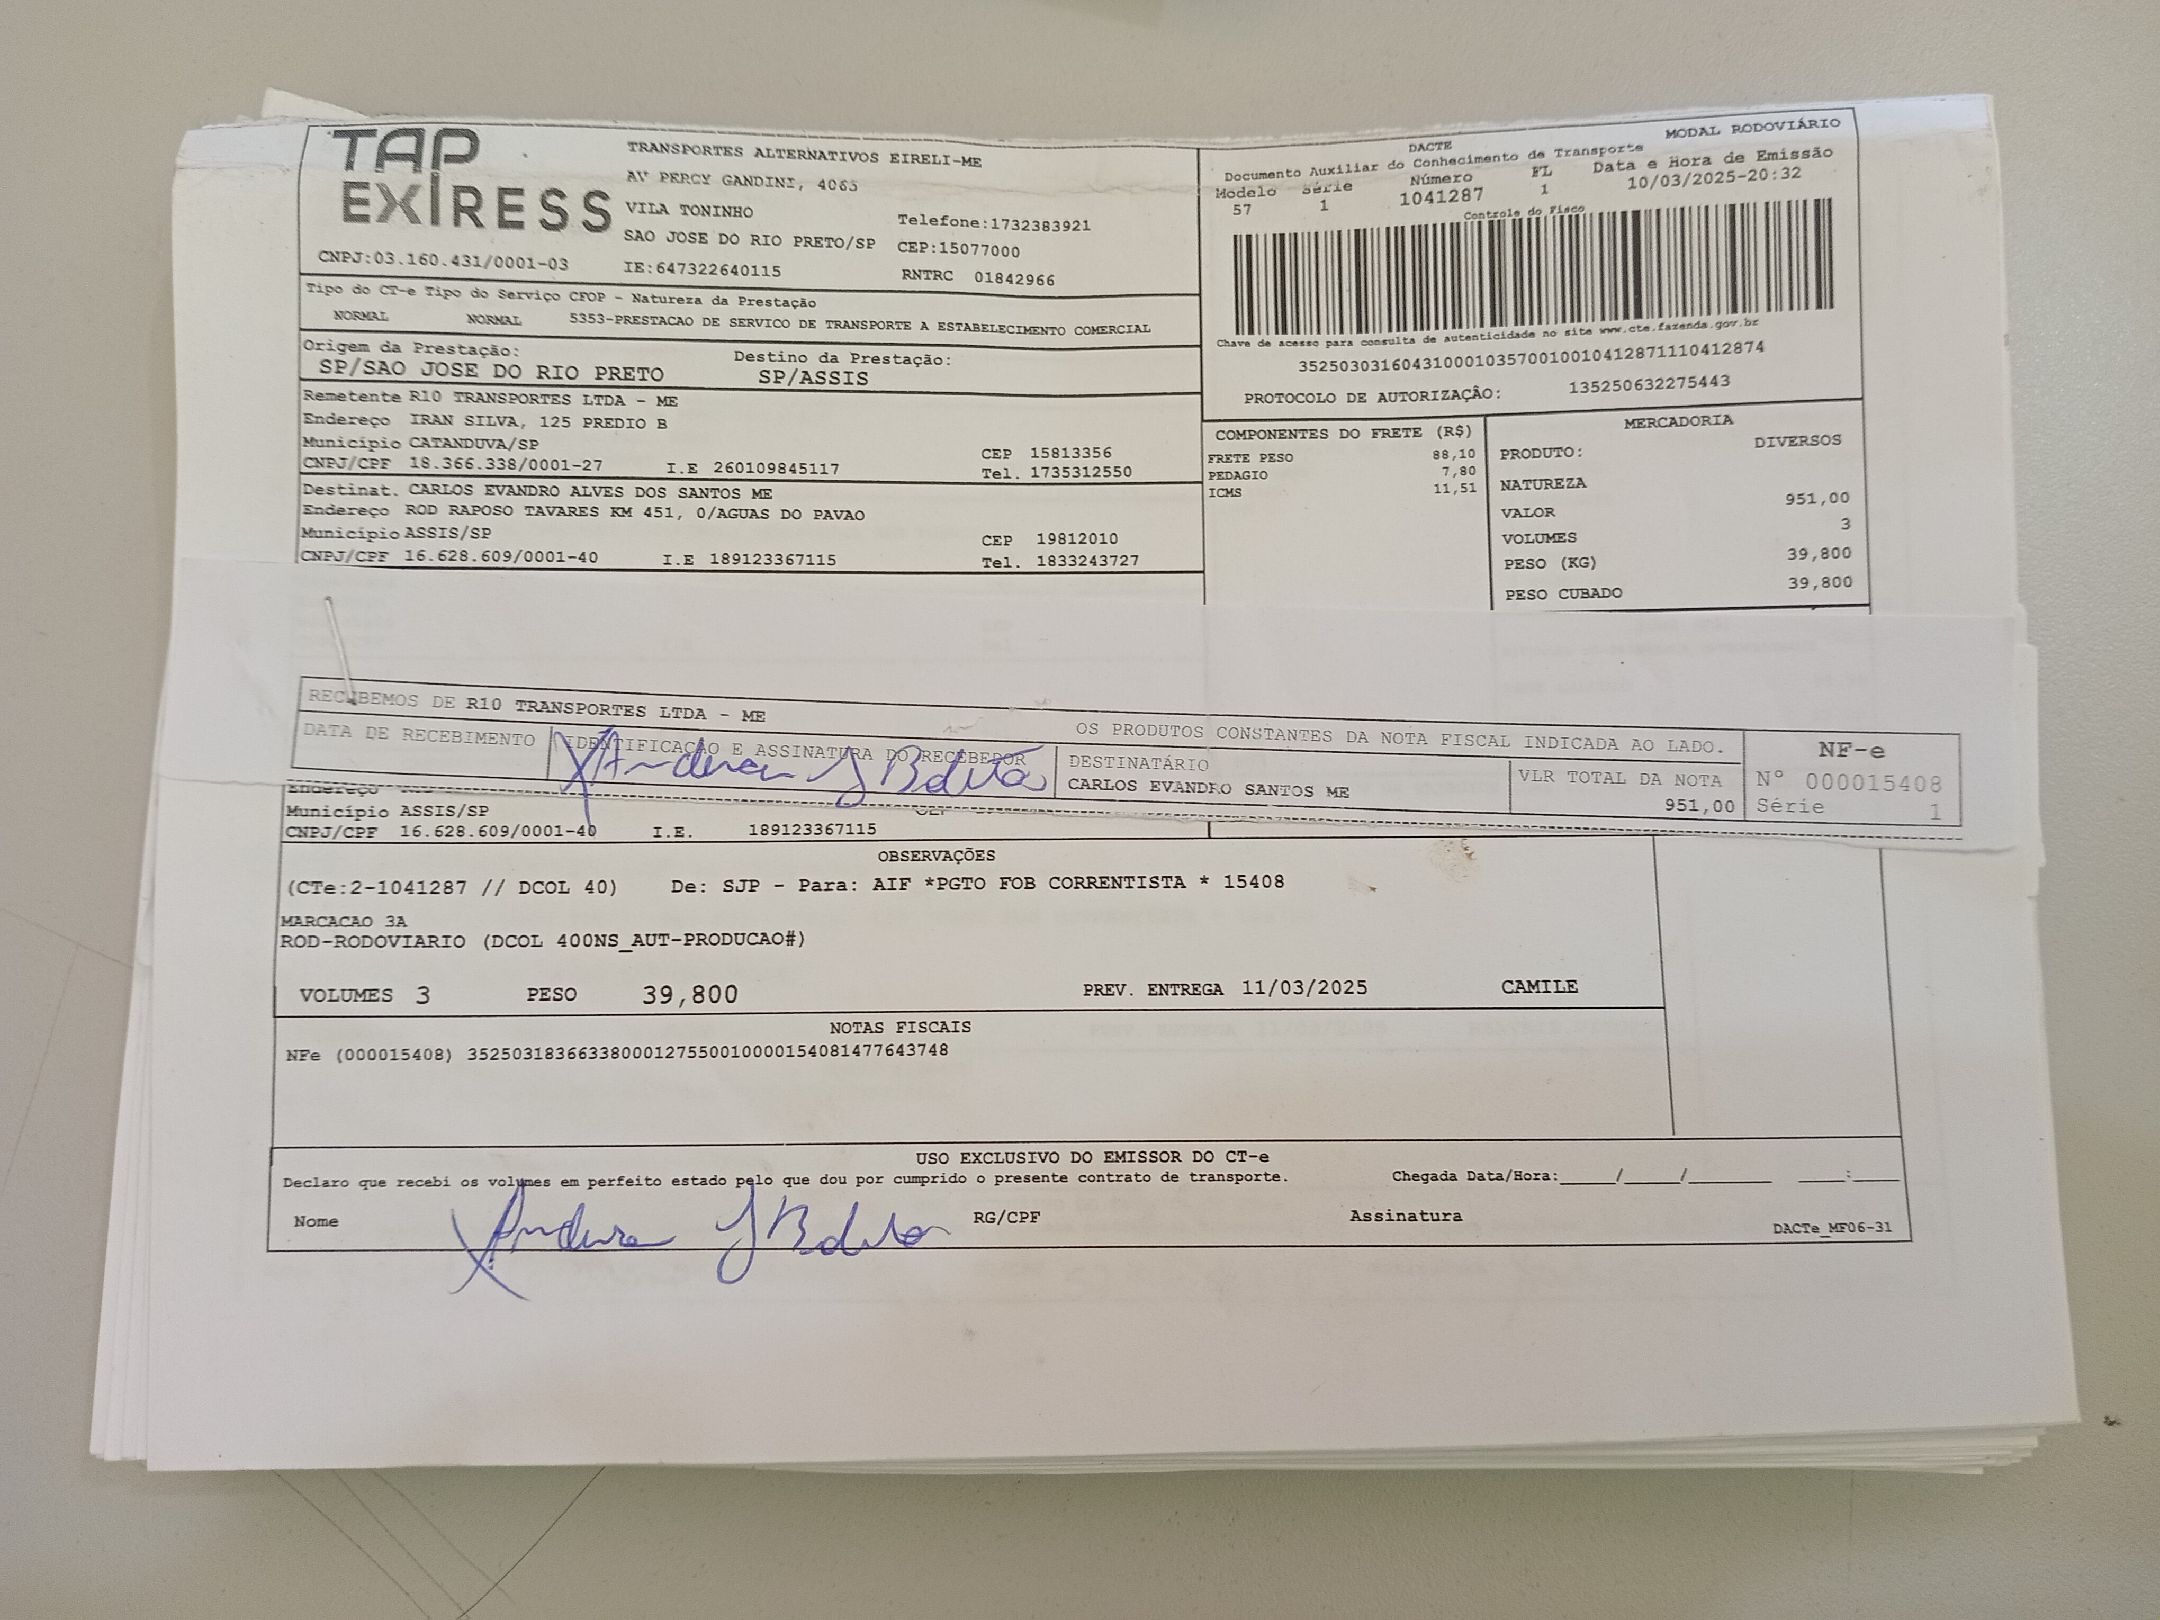 TAP
EXPRESS
TRANSPORTES ALTERNATIVOS EIRELI-ME
AV PERCY GANDINI, 4065
VILA TONINHO
SAO JOSE DO RIO PRETO/SP
Telefone:1732383921
CEP:15077000
CNPJ:03.160.431/0001-03
IE:647322640115
RNTRC 01842966
MODAL RODOVIÁRIO
DACTE
Documento Auxiliar do Conhecimento de Transporte
Modelo Série Número FL Data e Hora de Emissão
57 1 1041287 1 10/03/2025-20:32
Controle do Fisco
Chave de acesso para consulta de autenticidade no site www.cte.fazenda.gov.br
35250303160431000103570010010412871110412874
PROTOCOLO DE AUTORIZAÇÂO: 135250632275443
Tipo do CT-e Tipo do Serviço CFOP - Natureza da Prestação
NORMAL NORMAL 5353-PRESTACAO DE SERVICO DE TRANSPORTE A ESTABELECIMENTO COMERCIAL
Origem da Prestação: Destino da Prestação:
SP/SAO JOSE DO RIO PRETO SP/ASSIS
Remetente R10 TRANSPORTES LTDA - ME
Endereço IRAN SILVA, 125 PREDIO B
Município CATANDUVA/SP CEP 15813356
CNPJ/CPF 18.366.338/0001-27 I.E 260109845117 Tel. 1735312550
Destinat. CARLOS EVANDRO ALVES DOS SANTOS ME
Endereço ROD RAPOSO TAVARES KM 451, 0/AGUAS DO PAVAO
Município ASSIS/SP CEP 19812010
CNPJ/CPF 16.628.609/0001-40 I.E 189123367115 Tel. 1833243727
COMPONENTES DO FRETE (R$)
FRETE PESO 88,10
PEDAGIO 7,80
ICMS 11,51
MERCADORIA
PRODUTO: DIVERSOS
NATUREZA
VALOR 951,00
VOLUMES 3
PESO (KG) 39,800
PESO CUBADO 39,800
RECEBEMOS DE R10 TRANSPORTES LTDA - ME
OS PRODUTOS CONSTANTES DA NOTA FISCAL INDICADA AO LADO.
DATA DE RECEBIMENTO
IDENTIFICAÇÃO E ASSINATURA DO RECEBEDOR
DESTINATÁRIO
CARLOS EVANDRO SANTOS ME
VLR TOTAL DA NOTA
951,00
NF-e
Nº 000015408
Série 1
Endereço
Município ASSIS/SP
CNPJ/CPF 16.628.609/0001-40 I.E. 189123367115
OBSERVAÇÕES
(CTe:2-1041287 // DCOL 40) De: SJP - Para: AIF *PGTO FOB CORRENTISTA * 15408
MARCACAO 3A
ROD-RODOVIARIO (DCOL 400NS_AUT-PRODUCAO#)
VOLUMES 3 PESO 39,800 PREV. ENTREGA 11/03/2025 CAMILE
NOTAS FISCAIS
NFe (000015408) 35250318366338000127550010000154081477643748
USO EXCLUSIVO DO EMISSOR DO CT-e
Declaro que recebi os volumes em perfeito estado pelo que dou por cumprido o presente contrato de transporte.
Chegada Data/Hora:____/____/______ ___:___
Nome RG/CPF Assinatura
DACTe_MF06-31